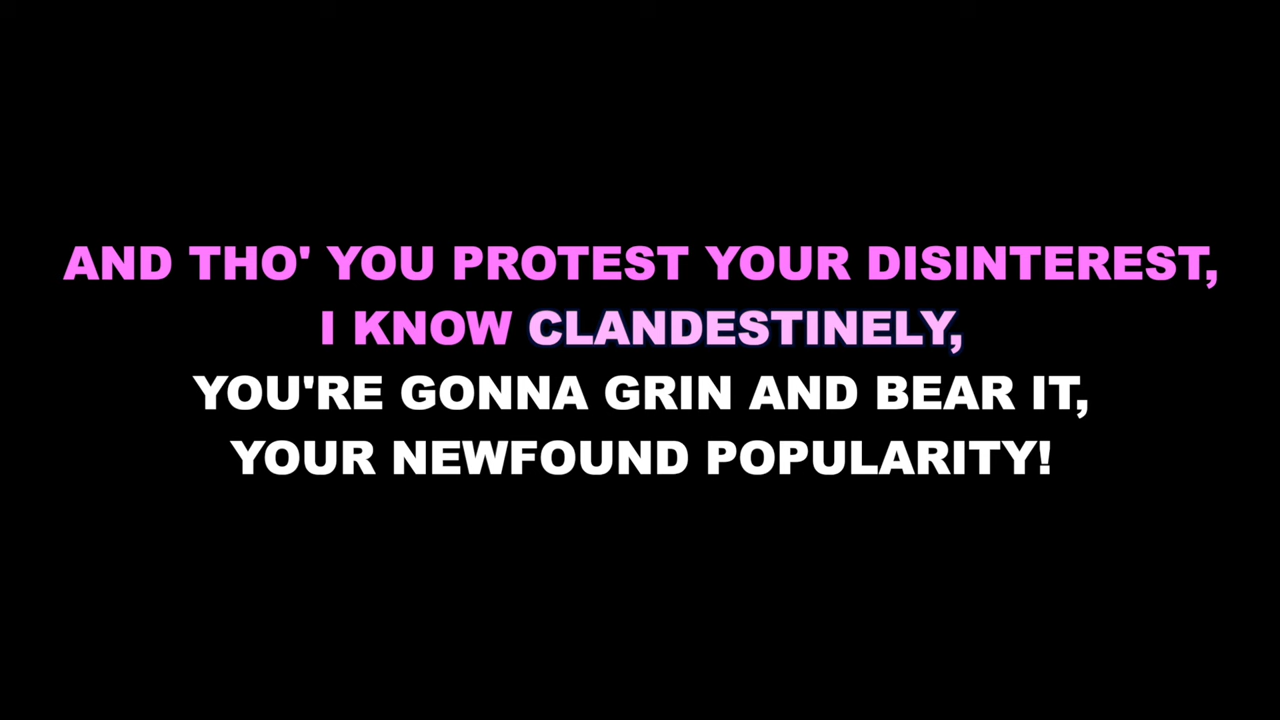 AND THO' YOU PROTEST YOUR DISINTEREST,
I KNOW CLANDESTINELY,
YOU'RE GONNA GRIN AND BEAR IT,
YOUR NEWFOUND POPULARITY!